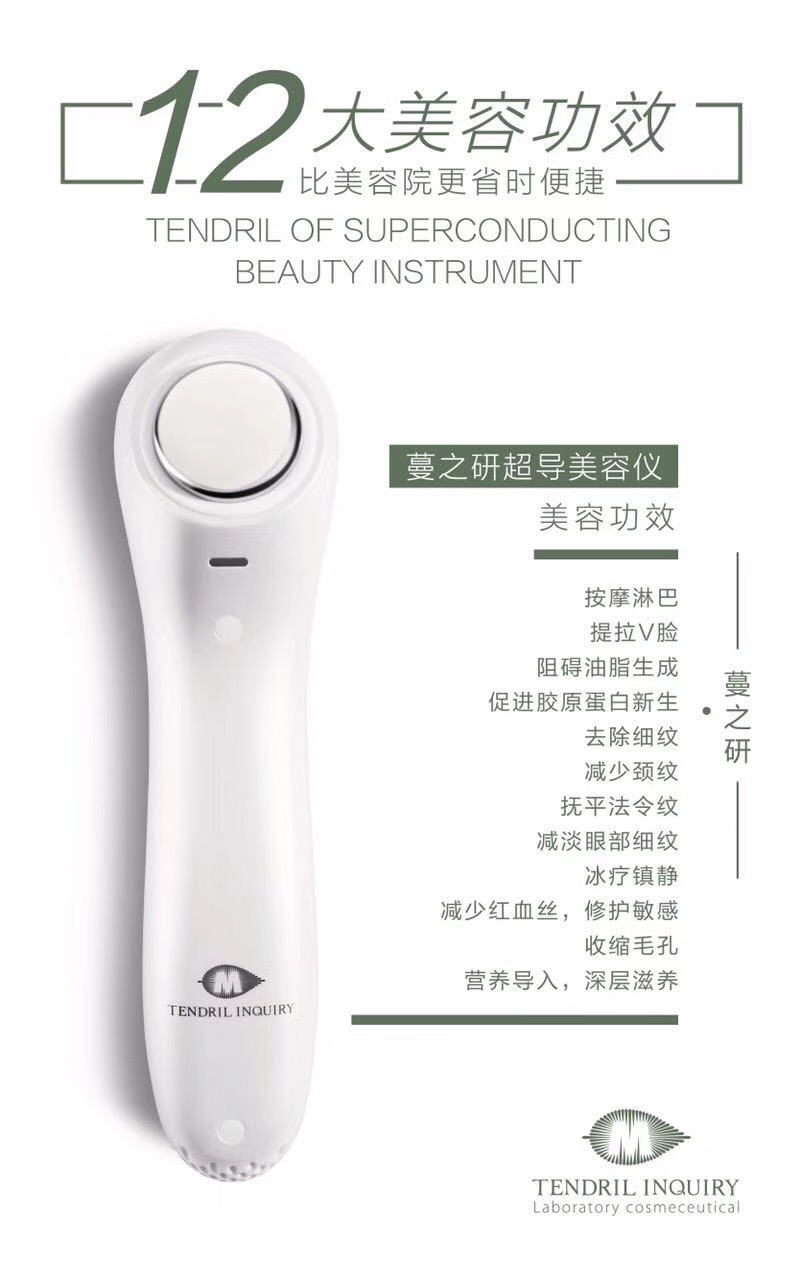 12大美容功效
比美容院更省时便捷
TENDRIL OF SUPERCONDUCTING
BEAUTY INSTRUMENT
蔓之研超导美容仪
美容功效
按摩淋巴
提拉V脸
阻碍油脂生成
促进胶原蛋白新生
去除细纹
减少颈纹
抚平法令纹
减淡眼部细纹
冰疗镇静
减少红血丝，修护敏感
收缩毛孔
营养导入，深层滋养
蔓之研
M
TENDRIL INQUIRY
M
TENDRIL INQUIRY
Laboratory cosmeceutical